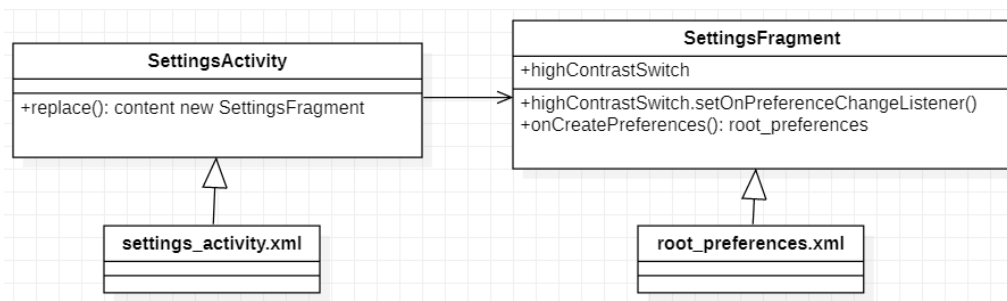 SettingsActivity
+replace(): content new SettingsFragment
SettingsFragment
+highContrastSwitch
+highContrastSwitch.setOnPreferenceChangeListener()
+onCreatePreferences(): root_preferences
settings_activity.xml
root_preferences.xml